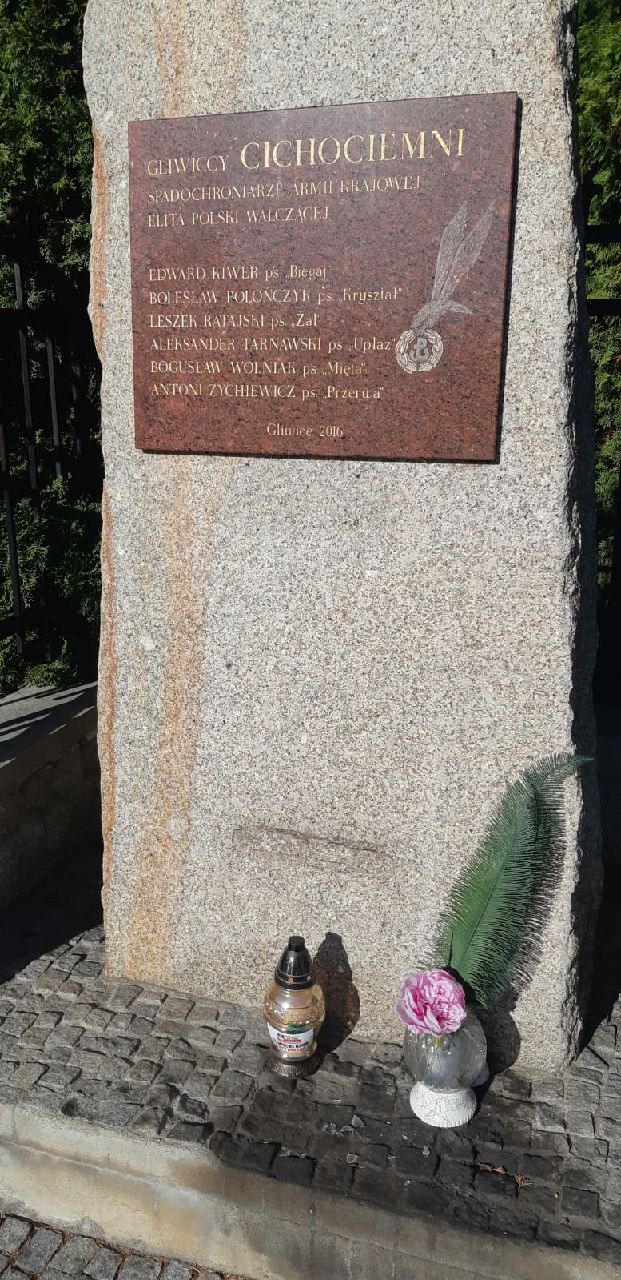 GLIWICCY CICHOCIEMNI
SPADOCHRONIARZE ARMII KRAJOWEJ
ELITA POLSKI WALCZĄCEJ
EDWARD KIWER ps. „Biegaj”
BOLESŁAW POLOŃCZYK ps. „Kryształ”
LESZEK RATAJSKI ps. „Żal”
ALEKSANDER TARNAWSKI ps. „Upłaz”
BOGUSŁAW WOLNIAK ps. „Mięta”
ANTONI ŻYCHIEWICZ ps. „Przerwa”
Gliwice 2016